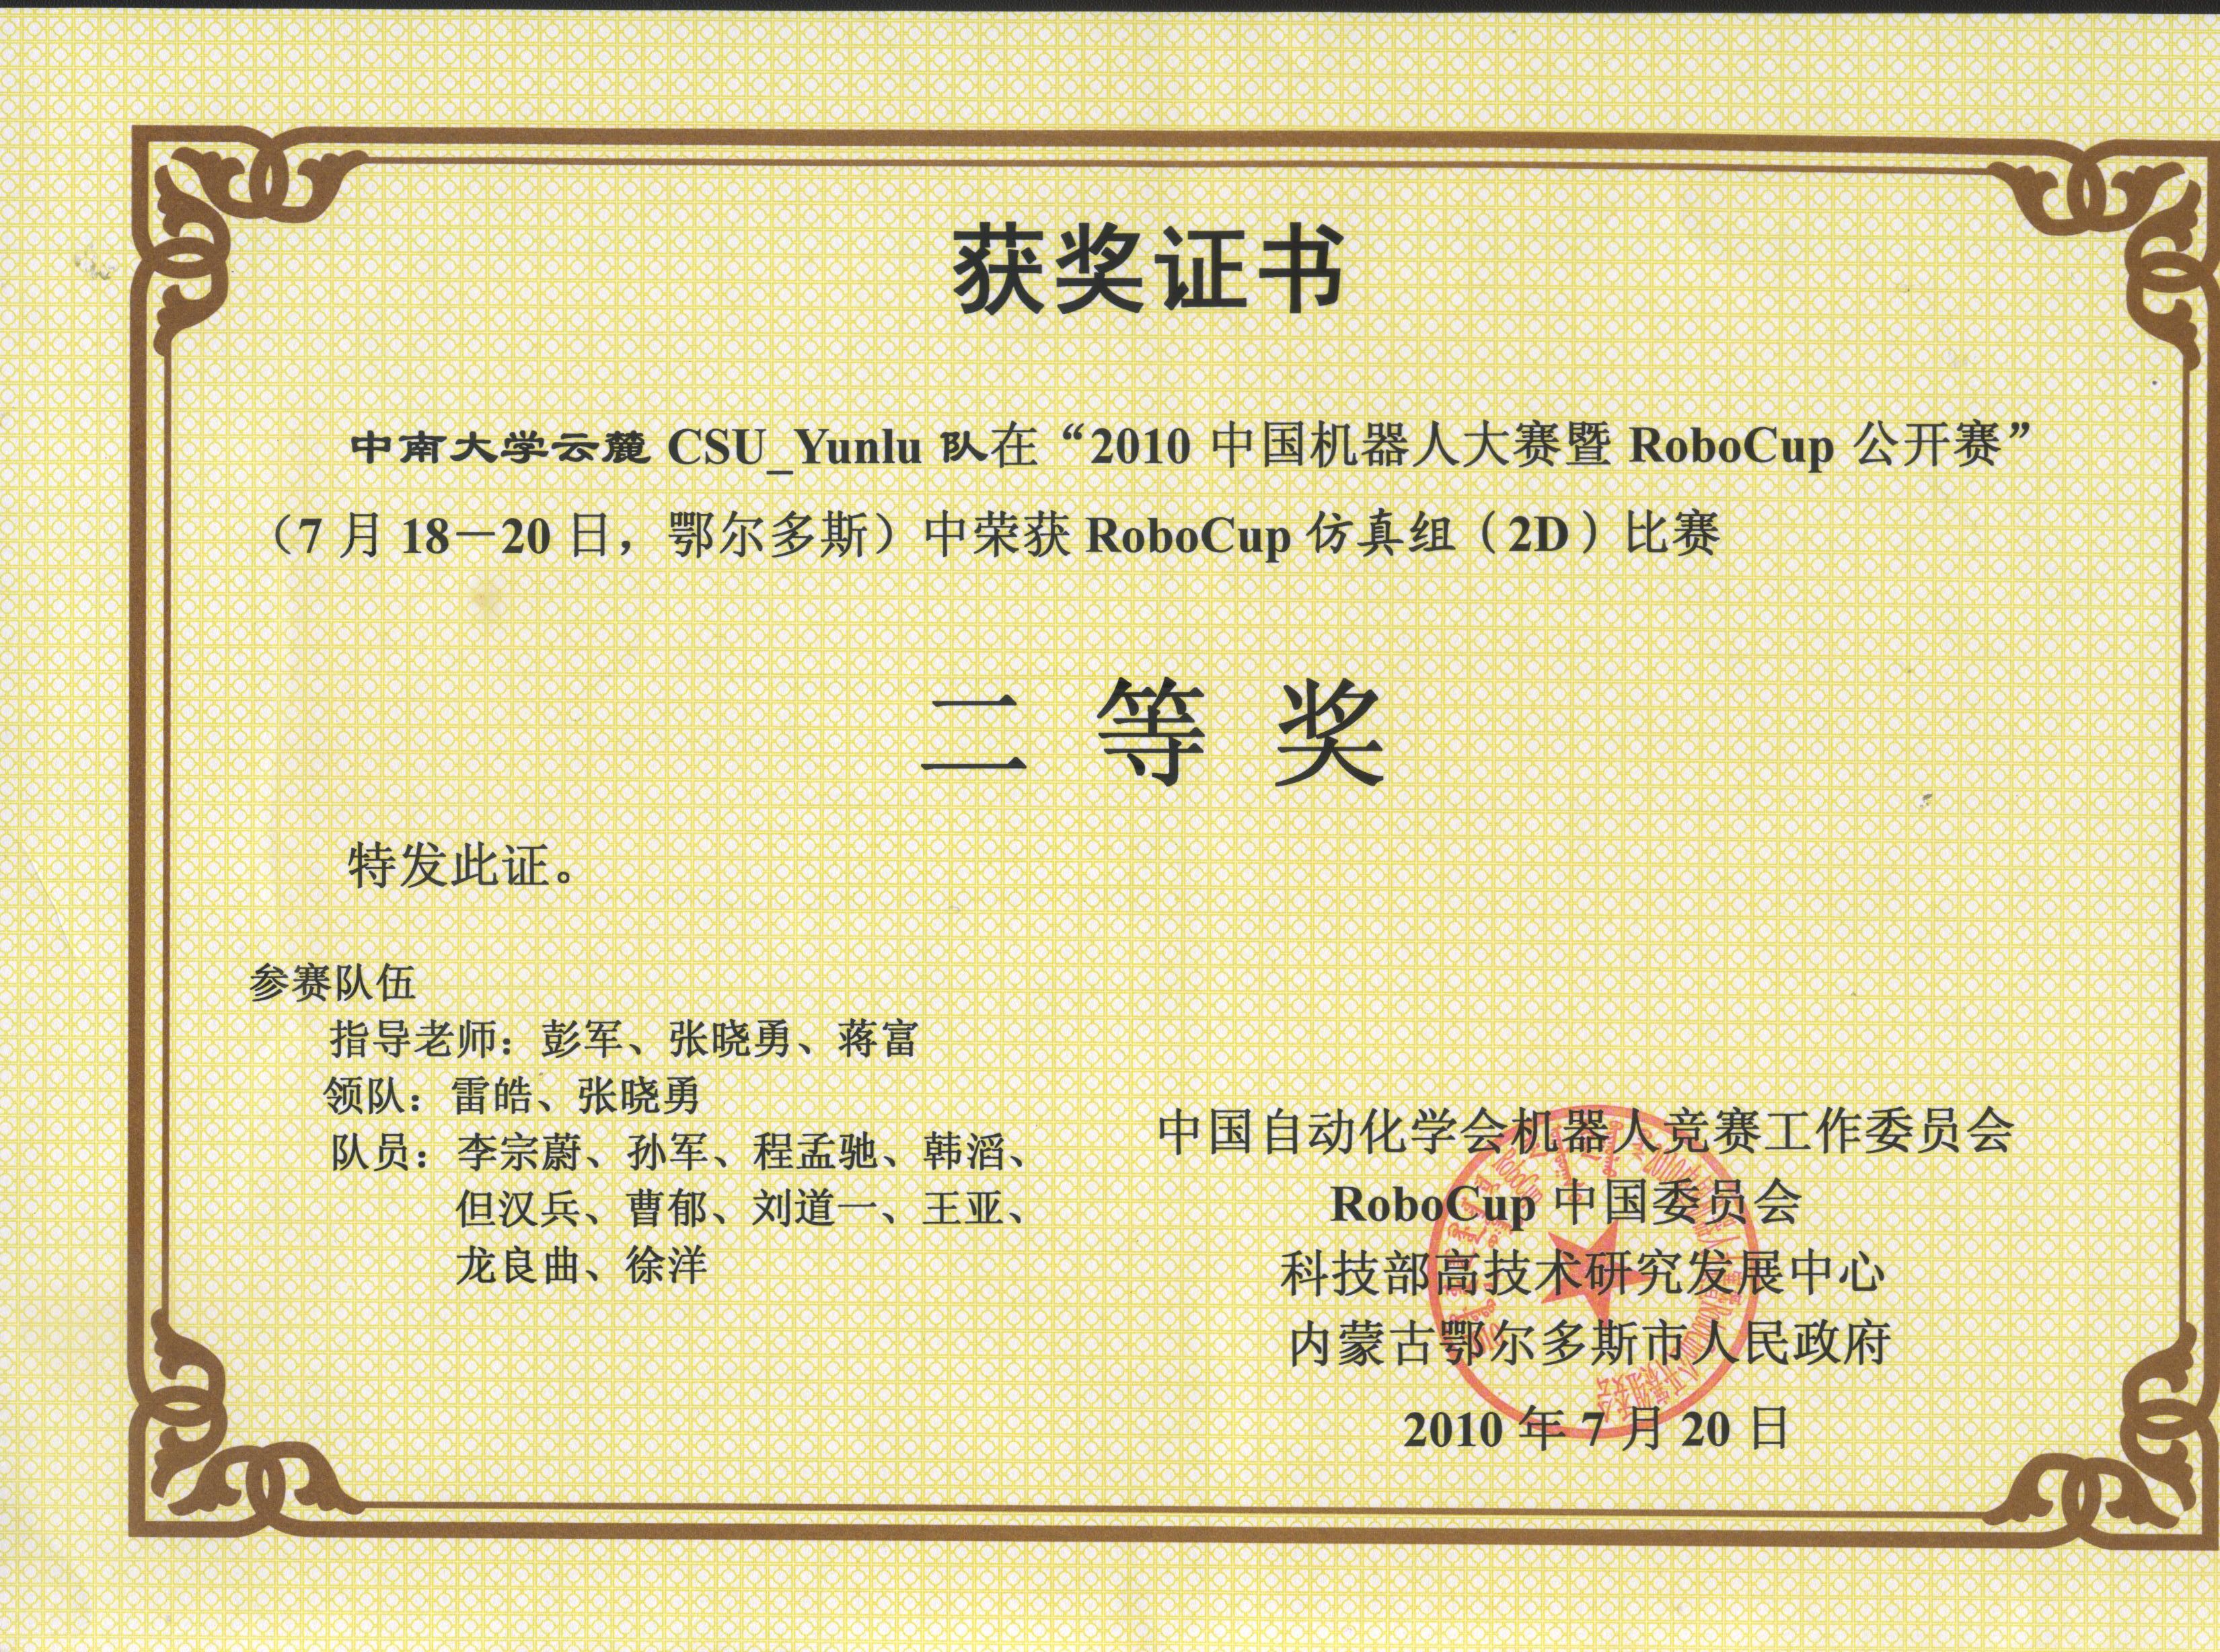 获奖证书
中南大学云麓 CSU_Yunlu 队在“2010 中国机器人大赛暨 RoboCup 公开赛”
（7 月 18－20 日，鄂尔多斯）中荣获 RoboCup 仿真组（2D）比赛
二 等 奖
特发此证。
参赛队伍
指导老师：彭军、张晓勇、蒋富
领队：雷皓、张晓勇
队员：李宗蔚、孙军、程孟驰、韩滔、
但汉兵、曹郁、刘道一、王亚、
龙良曲、徐洋
中国自动化学会机器人竞赛工作委员会
RoboCup 中国委员会
科技部高技术研究发展中心
内蒙古鄂尔多斯市人民政府
2010 年 7 月 20 日